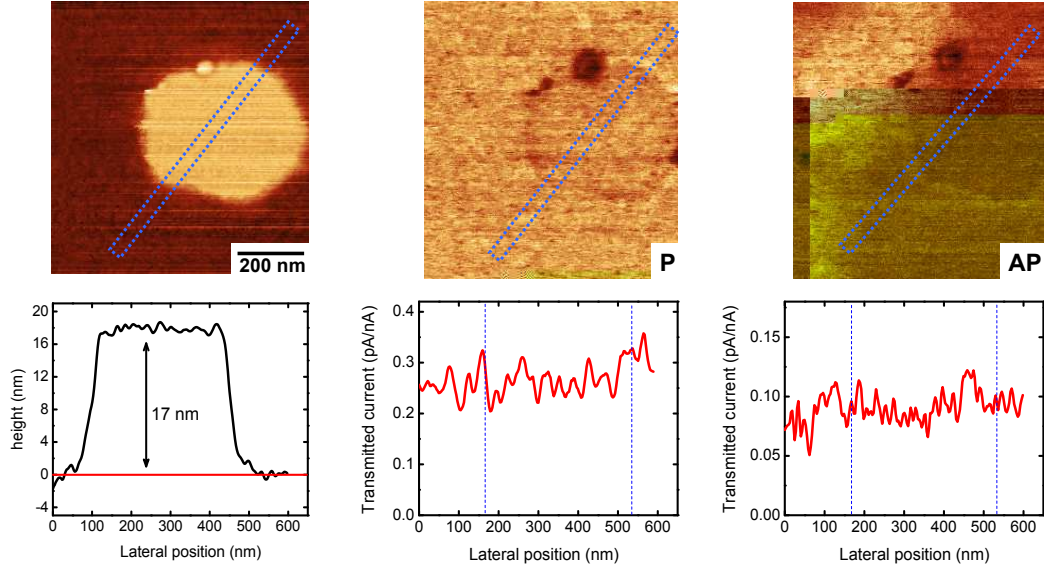 200 nm
P
AP
20
16
12
8
4
0
-4
height (nm)
17 nm
0 100 200 300 400 500 600
Lateral position (nm)
0.4
0.3
0.2
0.1
0.0
Transmitted current (pA/nA)
0 100 200 300 400 500 600
Lateral position (nm)
0.15
0.10
0.05
0.00
Transmitted current (pA/nA)
0 100 200 300 400 500 600
Lateral position (nm)